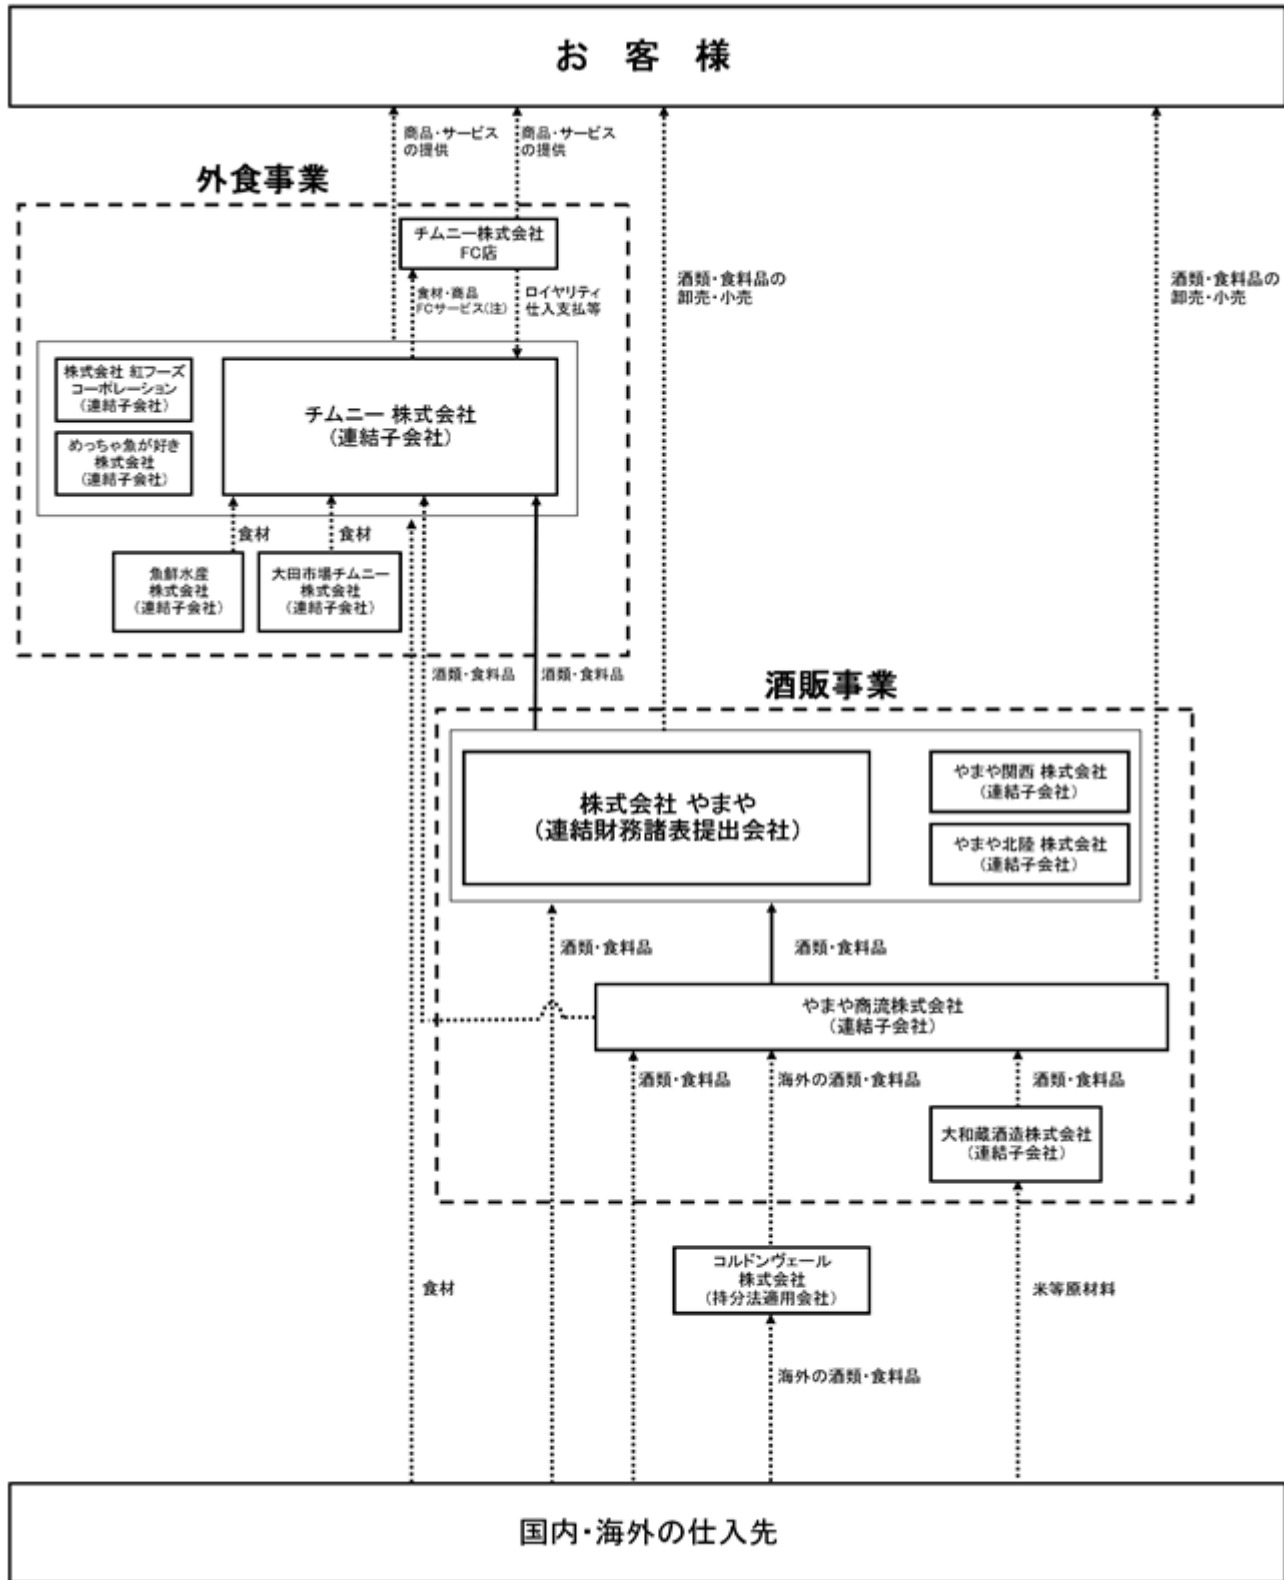 お 客 様
商品・サービス
の提供
商品・サービス
の提供
外食事業
チムニー株式会社
FC店
食材・商品
FCサービス(注)
ロイヤリティ
仕入支払等
酒類・食料品の
卸売・小売
酒類・食料品の
卸売・小売
株式会社 紅フーズ
コーポレーション
(連結子会社)
めっちゃ魚が好き
株式会社
(連結子会社)
チムニー 株式会社
(連結子会社)
食材
食材
魚鮮水産
株式会社
(連結子会社)
大田市場チムニー
株式会社
(連結子会社)
酒類・食料品
酒類・食料品
酒販事業
株式会社 やまや
(連結財務諸表提出会社)
やまや関西 株式会社
(連結子会社)
やまや北陸 株式会社
(連結子会社)
酒類・食料品
酒類・食料品
やまや商流株式会社
(連結子会社)
酒類・食料品
海外の酒類・食料品
酒類・食料品
大和蔵酒造株式会社
(連結子会社)
コルドンヴェール
株式会社
(持分法適用会社)
食材
米等原材料
海外の酒類・食料品
国内・海外の仕入先